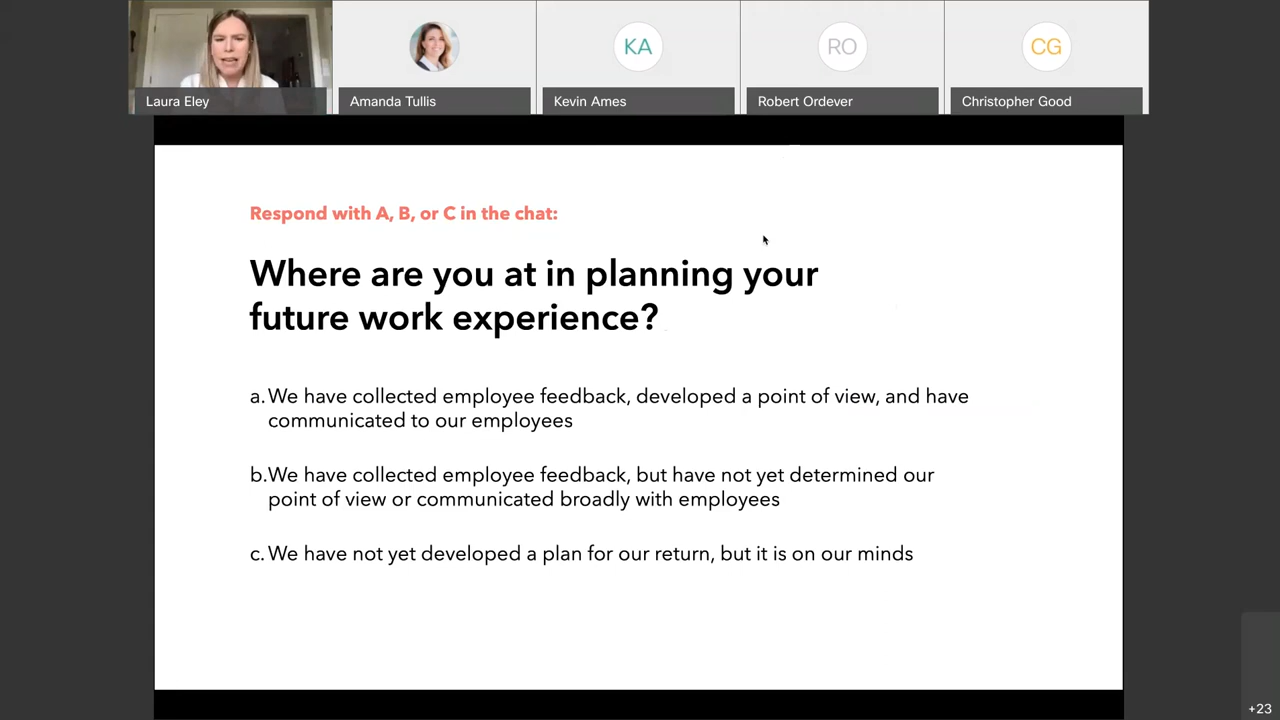 KA
RO
CG
Laura Eley
Amanda Tullis
Kevin Ames
Robert Ordever
Christopher Good
Respond with A, B, or C in the chat:
Where are you at in planning your
future work experience?
a. We have collected employee feedback, developed a point of view, and have
communicated to our employees
b. We have collected employee feedback, but have not yet determined our
point of view or communicated broadly with employees
c. We have not yet developed a plan for our return, but it is on our minds
+23